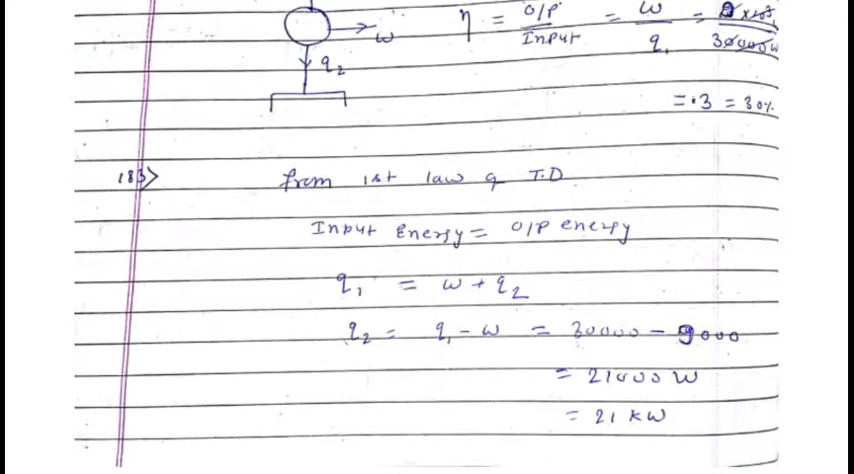 η = O/P / Input = w / q₁ = 9 × 10³ / 30000 w
w
q₂
= .3 = 30%
183> from 1st law of T.D
Input Energy = O/P energy
q₁ = w + q₂
q₂ = q₁ - w = 30000 - 9000
= 21000 W
= 21 KW